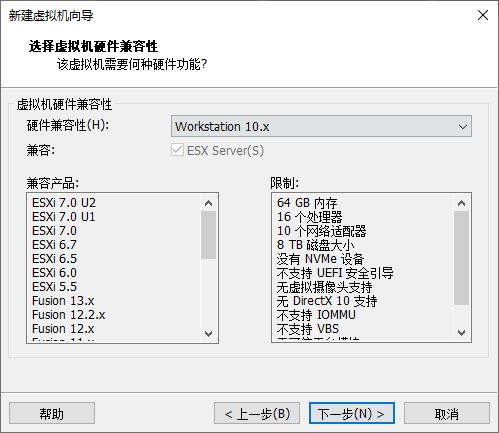 新建虚拟机向导
选择虚拟机硬件兼容性
该虚拟机需要何种硬件功能?
虚拟机硬件兼容性
硬件兼容性(H):
Workstation 10.x
兼容:
ESX Server(S)
兼容产品:
ESXi 7.0 U2
ESXi 7.0 U1
ESXi 7.0
ESXi 6.7
ESXi 6.5
ESXi 6.0
ESXi 5.5
Fusion 13.x
Fusion 12.2.x
Fusion 12.x
Fusion 11.x
限制:
64 GB 内存
16 个处理器
10 个网络适配器
8 TB 磁盘大小
没有 NVMe 设备
不支持 UEFI 安全引导
无虚拟摄像头支持
无 DirectX 10 支持
不支持 IOMMU
不支持 VBS
帮助
< 上一步(B)
下一步(N) >
取消